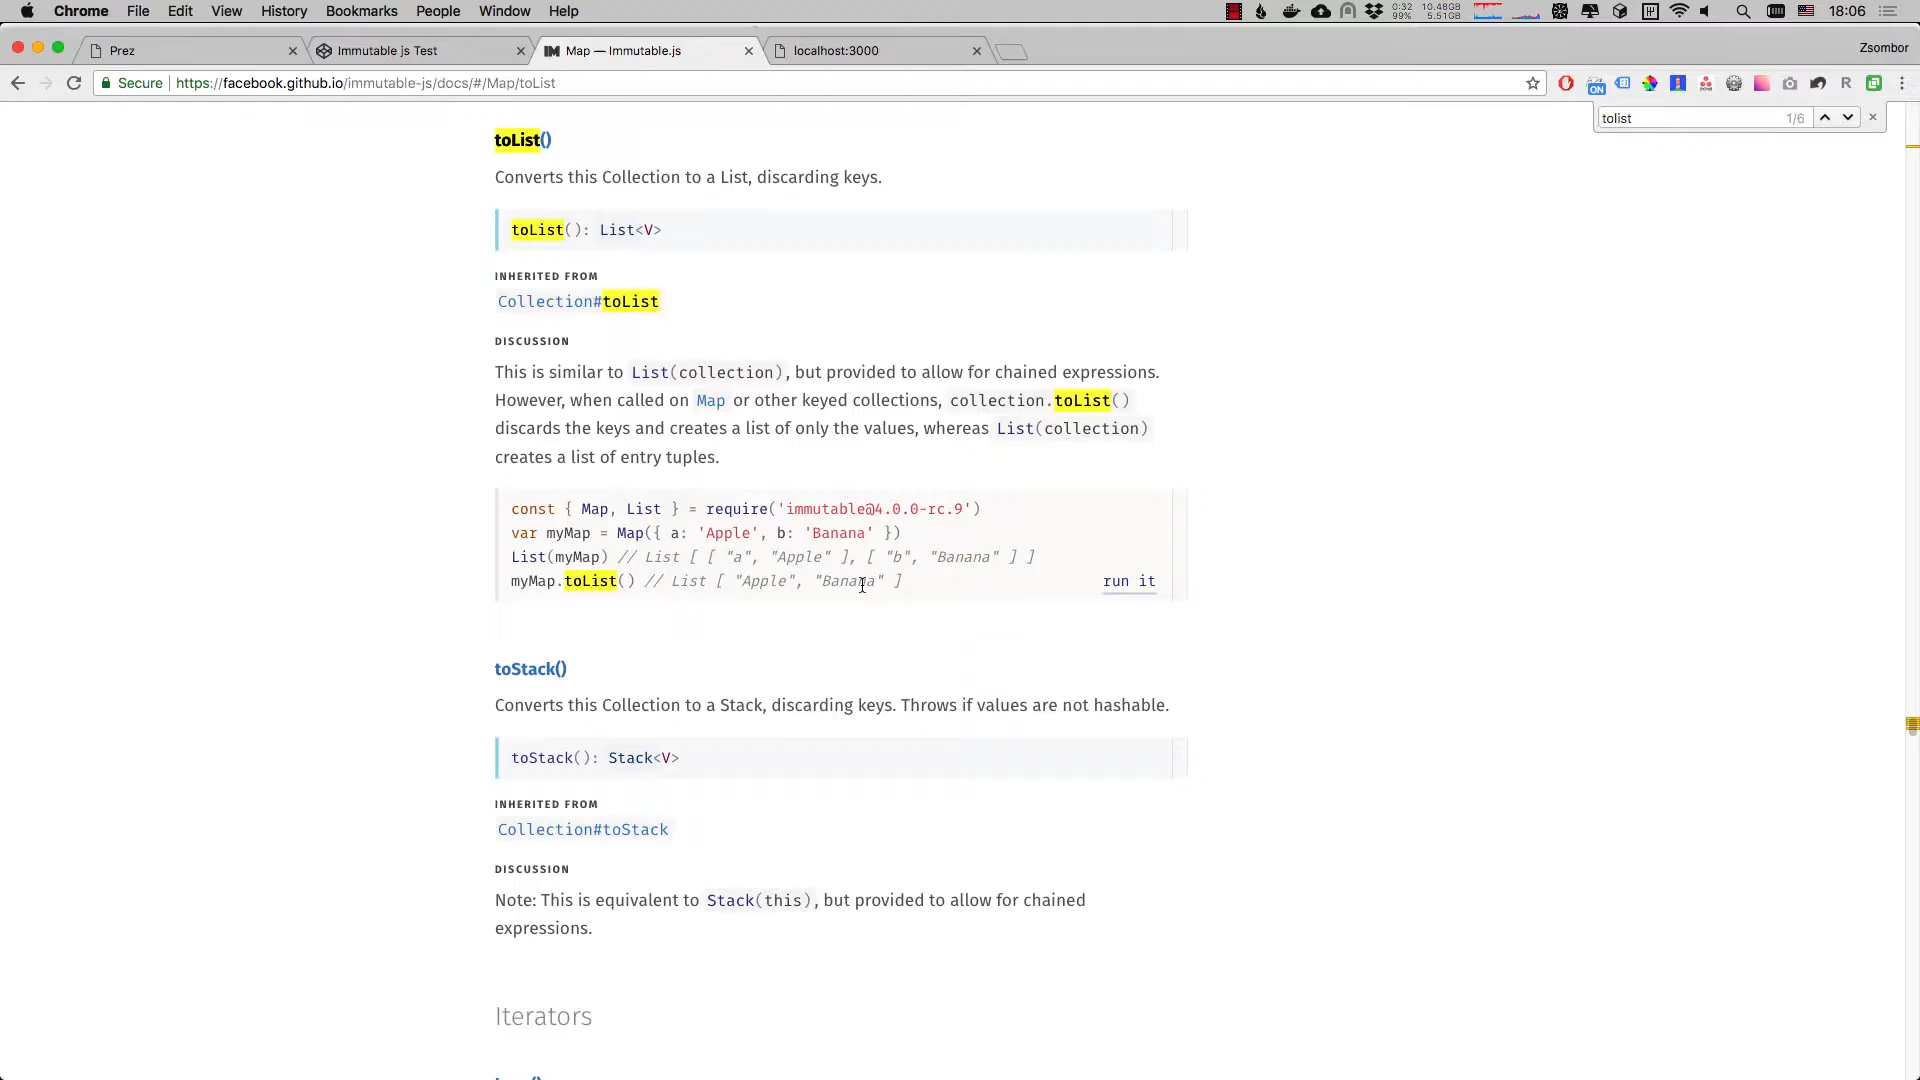 Chrome File Edit View History Bookmarks People Window Help 0:32 99% 10.48GB 5.51GB 18:06
Prez Immutable js Test Map — Immutable.js localhost:3000 Zsombor
Secure https://facebook.github.io/immutable-js/docs/#/Map/toList ON
tolist 1/6
toList()
Converts this Collection to a List, discarding keys.
toList(): List<V>
INHERITED FROM
Collection#toList
DISCUSSION
This is similar to List(collection), but provided to allow for chained expressions.
However, when called on Map or other keyed collections, collection.toList()
discards the keys and creates a list of only the values, whereas List(collection)
creates a list of entry tuples.
const { Map, List } = require('immutable@4.0.0-rc.9')
var myMap = Map({ a: 'Apple', b: 'Banana' })
List(myMap) // List [ [ "a", "Apple" ], [ "b", "Banana" ] ]
myMap.toList() // List [ "Apple", "Banana" ] run it
toStack()
Converts this Collection to a Stack, discarding keys. Throws if values are not hashable.
toStack(): Stack<V>
INHERITED FROM
Collection#toStack
DISCUSSION
Note: This is equivalent to Stack(this), but provided to allow for chained
expressions.
Iterators